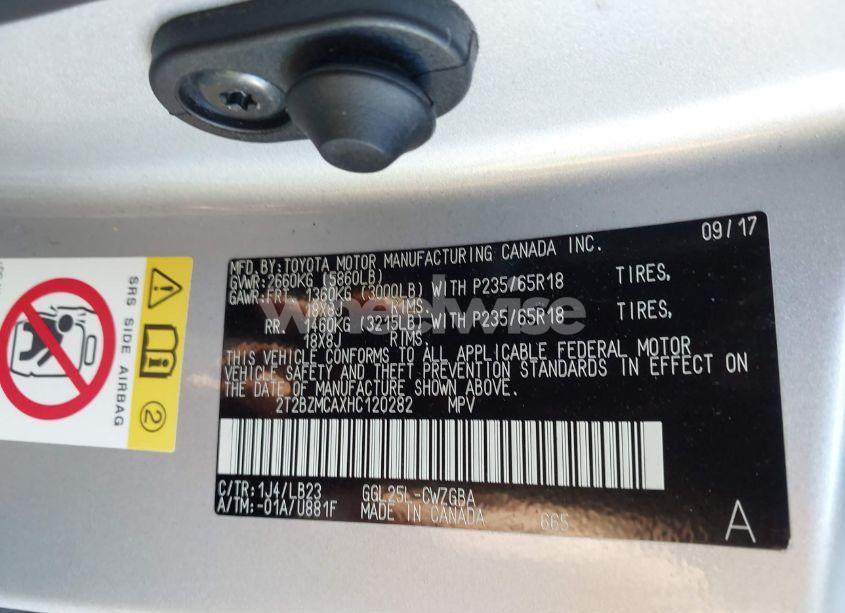 09/17
MFD.BY:TOYOTA MOTOR MANUFACTURING CANADA INC.
GVWR:2660KG (5860LB)
GAWR:FRT 1360KG (3000LB) WITH P235/65R18 TIRES,
18X8J RIMS.
RR. 1460KG (3215LB) WITH P235/65R18 TIRES,
18X8J RIMS.
THIS VEHICLE CONFORMS TO ALL APPLICABLE FEDERAL MOTOR
VEHICLE SAFETY AND THEFT PREVENTION STANDARDS IN EFFECT ON
THE DATE OF MANUFACTURE SHOWN ABOVE.
2T2BZMCAXHC120282 MPV
C/TR:1J4/LB23 GGL25L-CWZGBA
A/TM:-01A/U881F MADE IN CANADA 665
A
SRS SIDE AIRBAG
2
wheelwise